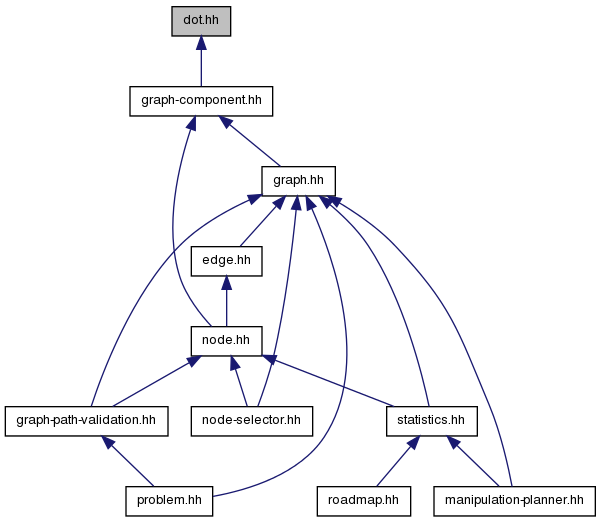 dot.hh
graph-component.hh
graph.hh
edge.hh
node.hh
graph-path-validation.hh
node-selector.hh
statistics.hh
problem.hh
roadmap.hh
manipulation-planner.hh